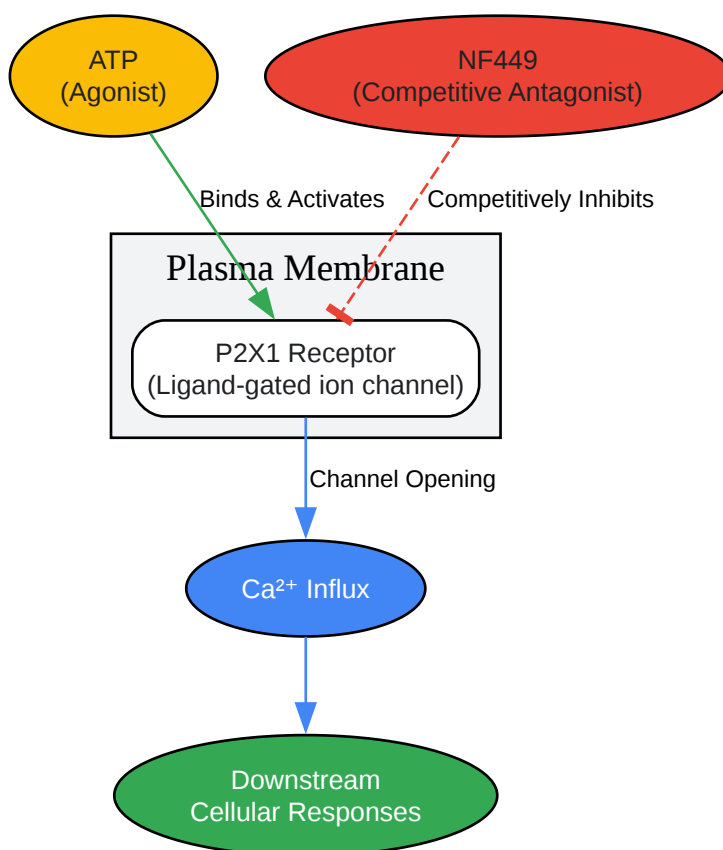 ATP
(Agonist)
NF449
(Competitive Antagonist)
Binds & Activates
Competitively Inhibits
Plasma Membrane
P2X1 Receptor
(Ligand-gated ion channel)
Channel Opening
Ca²⁺ Influx
Downstream
Cellular Responses